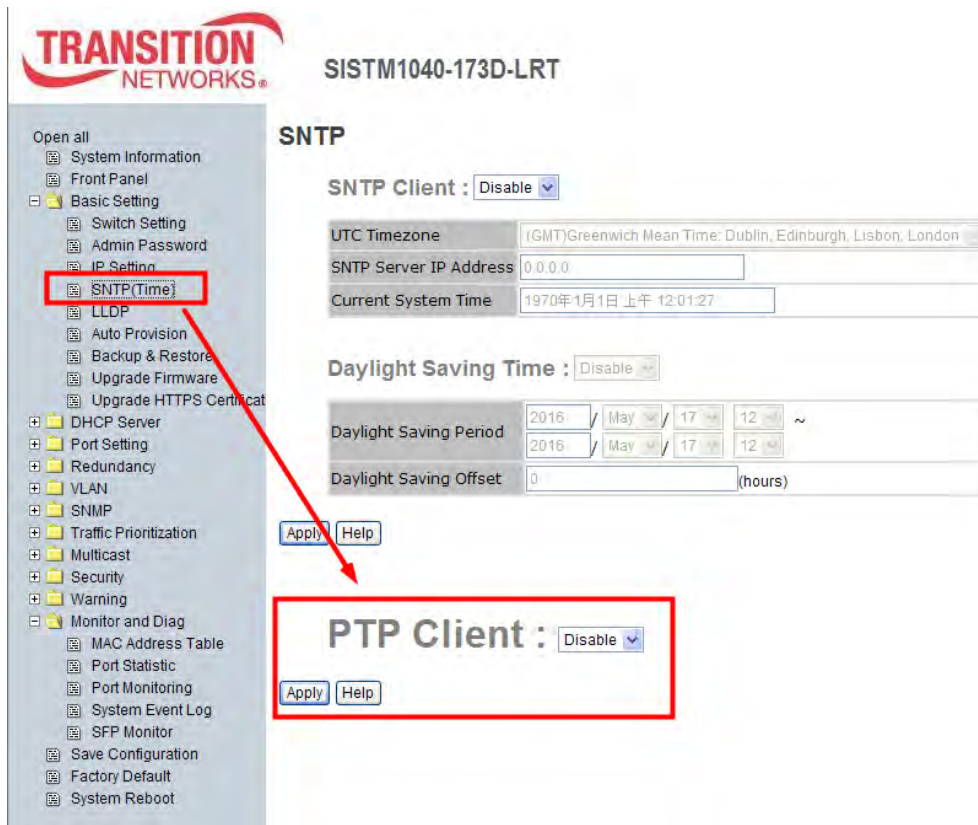 TRANSITION
NETWORKS®
SISTM1040-173D-LRT
Open all
System Information
Front Panel
Basic Setting
Switch Setting
Admin Password
IP Setting
SNTP(Time)
LLDP
Auto Provision
Backup & Restore
Upgrade Firmware
Upgrade HTTPS Certificat
DHCP Server
Port Setting
Redundancy
VLAN
SNMP
Traffic Prioritization
Multicast
Security
Warning
Monitor and Diag
MAC Address Table
Port Statistic
Port Monitoring
System Event Log
SFP Monitor
Save Configuration
Factory Default
System Reboot
SNTP
SNTP Client : Disable
UTC Timezone (GMT)Greenwich Mean Time: Dublin, Edinburgh, Lisbon, London
SNTP Server IP Address 0.0.0.0
Current System Time 1970年1月1日 上午 12:01:27
Daylight Saving Time : Disable
Daylight Saving Period 2016 / May / 17 12 ~
2016 / May / 17 12
Daylight Saving Offset 0 (hours)
Apply Help
PTP Client : Disable
Apply Help